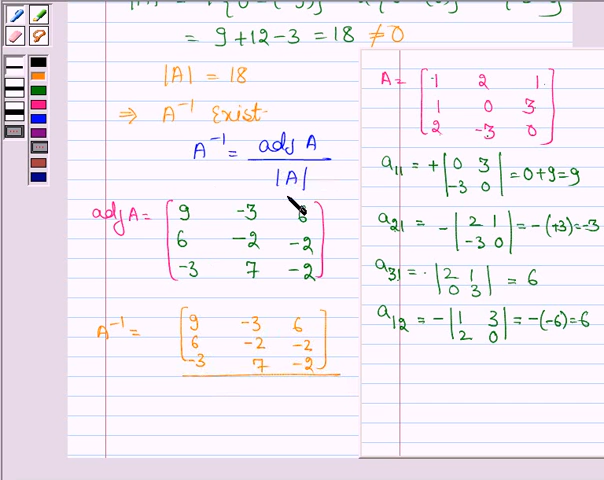 = 9+12-3 = 18 ≠0
|A| = 18
⇒ A⁻¹ Exist
A⁻¹ = adj A
|A|
adj A = [9 -3 6
6 -2 -2
-3 7 -2]
A⁻¹ = [9 -3 6
6 -2 -2
-3 7 -2]
A = [1 2 1
1 0 3
2 -3 0]
a₁₁ = + |0 3
-3 0| = 0+9=9
a₂₁ = - |2 1
-3 0| = -(+3)=-3
a₃₁ = |2 1
0 3| = 6
a₁₂ = - |1 3
2 0| = -(-6)=6